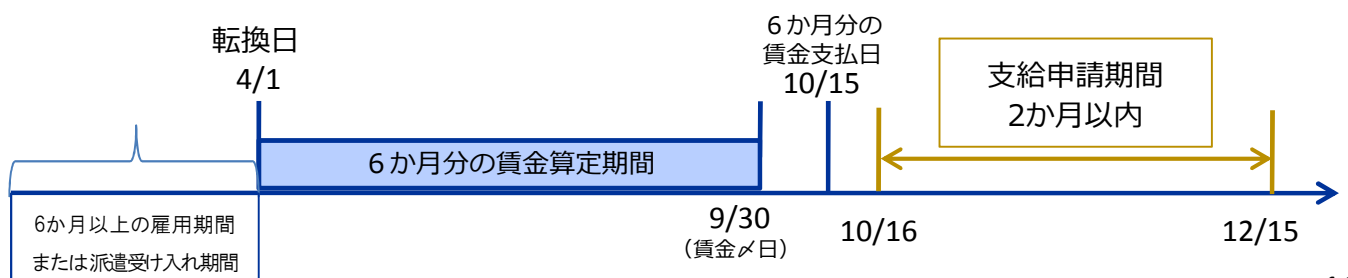 転換日
4/1
6か月分の
賃金支払日
10/15
支給申請期間
2か月以内
6か月分の賃金算定期間
6か月以上の雇用期間
または派遣受け入れ期間
9/30
(賃金〆日)
10/16
12/15